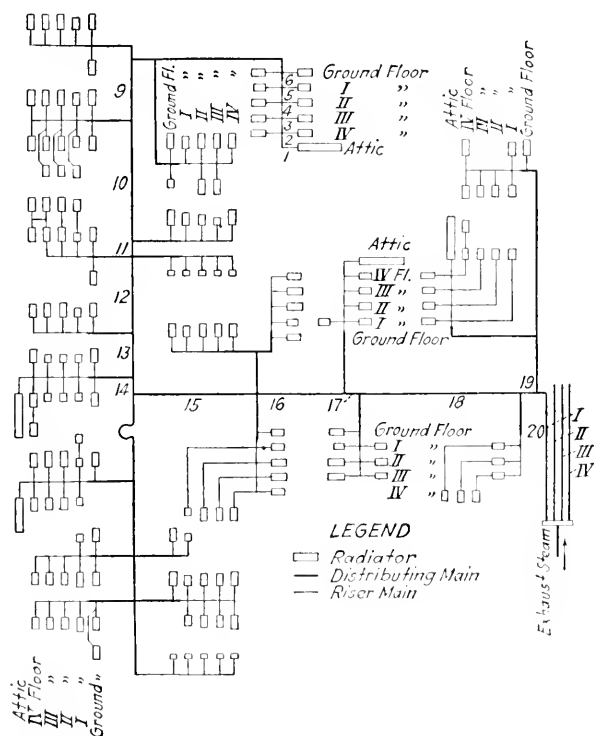 9
10
11
12
13
14
15
16
17
18
19
20
Ground Fl.
I "
II "
III "
IV "
6 Ground Floor
5 I "
4 II "
3 III "
2 IV "
1 Attic
Attic
IV Floor
III "
II "
I "
Ground Floor
Attic
IV Fl.
III "
II "
I "
Ground Floor
Ground Floor
I "
II "
III "
IV "
I
II
III
IV
Exhaust Steam
LEGEND
Radiator
Distributing Main
Riser Main
Attic
IV Floor
III "
II "
I "
Ground "